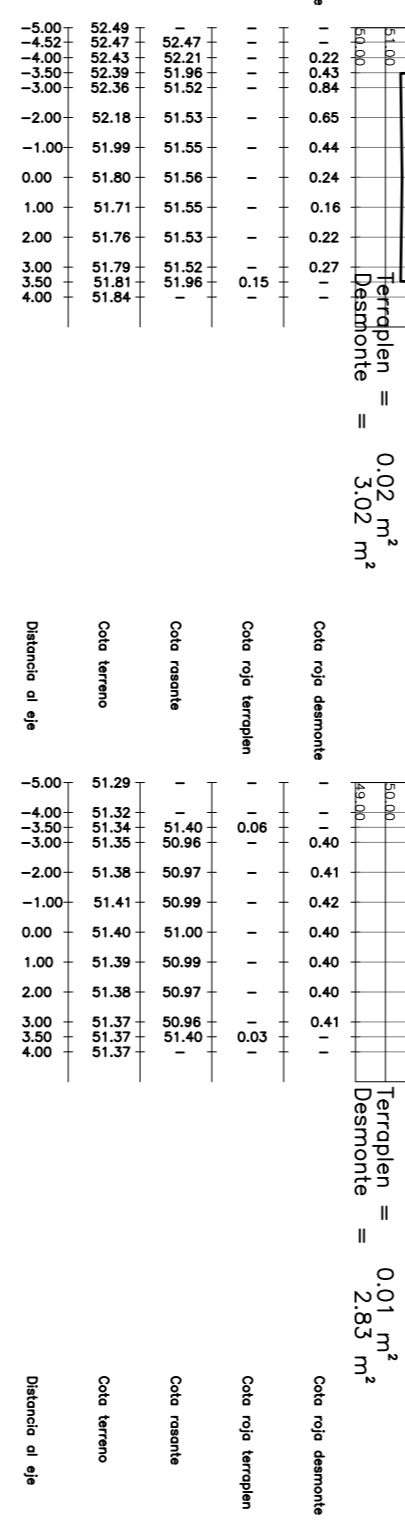 e
51.00
50.00
-5.00 52.49 - - -
-4.52 52.47 52.47 - -
-4.00 52.43 52.21 - 0.22
-3.50 52.39 51.96 - 0.43
-3.00 52.36 51.52 - 0.84
-2.00 52.18 51.53 - 0.65
-1.00 51.99 51.55 - 0.44
0.00 51.80 51.56 - 0.24
1.00 51.71 51.55 - 0.16
2.00 51.76 51.53 - 0.22
3.00 51.79 51.52 - 0.27
3.50 51.81 51.96 0.15 -
4.00 51.84 - - -
Terraplen = 0.02 m²
Desmonte = 3.02 m²
Cota roja desmonte
Cota roja terraplen
Cota rasante
Cota terreno
Distancia al eje
50.00
49.00
-5.00 51.29 - - -
-4.00 51.32 - - -
-3.50 51.34 51.40 0.06 -
-3.00 51.35 50.96 - 0.40
-2.00 51.38 50.97 - 0.41
-1.00 51.41 50.99 - 0.42
0.00 51.40 51.00 - 0.40
1.00 51.39 50.99 - 0.40
2.00 51.38 50.97 - 0.40
3.00 51.37 50.96 - 0.41
3.50 51.37 51.40 0.03 -
4.00 51.37 - - -
Terraplen = 0.01 m²
Desmonte = 2.83 m²
Cota roja desmonte
Cota roja terraplen
Cota rasante
Cota terreno
Distancia al eje